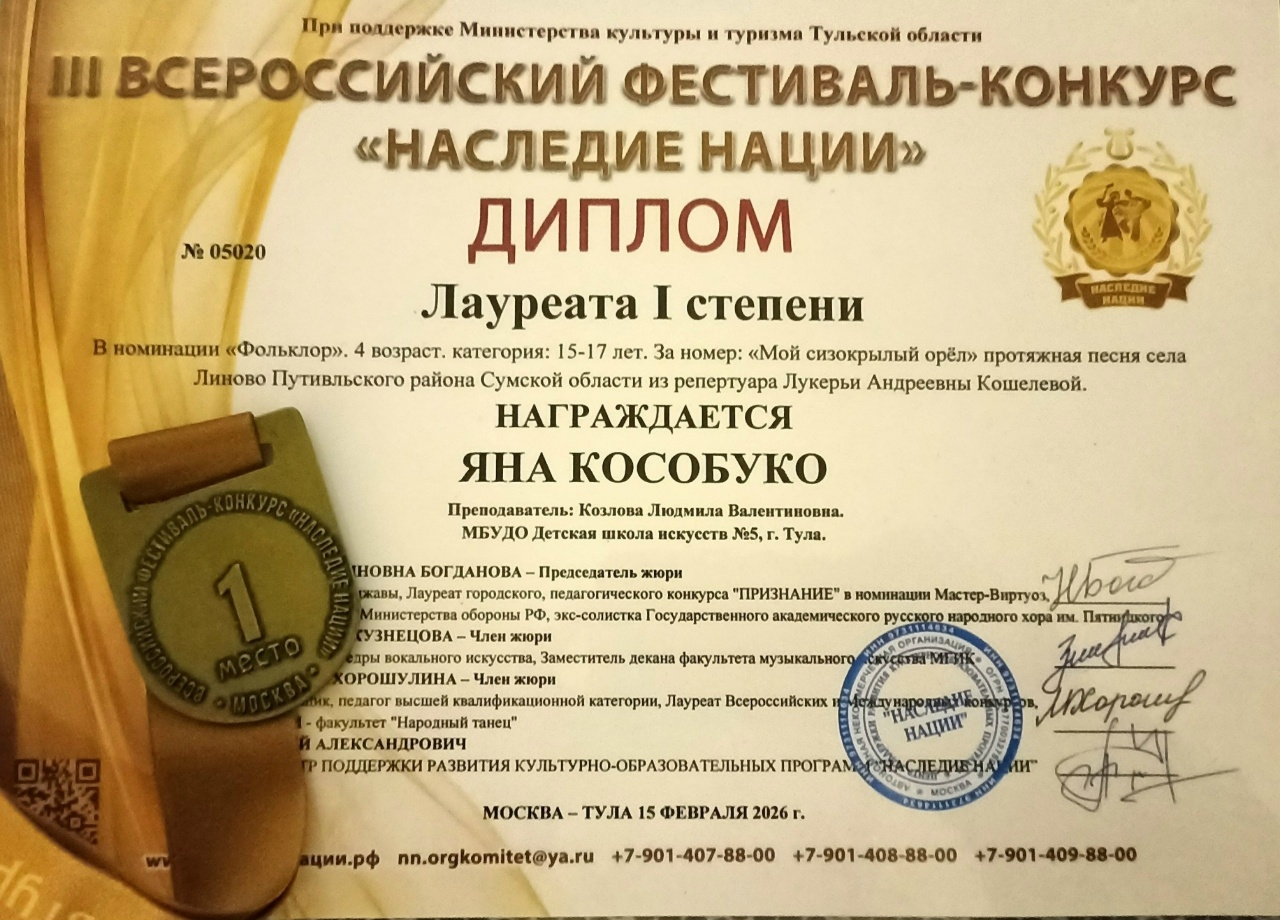 При поддержке Министерства культуры и туризма Тульской области
III ВСЕРОССИЙСКИЙ ФЕСТИВАЛЬ-КОНКУРС
«НАСЛЕДИЕ НАЦИИ»
ДИПЛОМ
№ 05020
НАСЛЕДИЕ
НАЦИИ
Лауреата I степени
В номинации «Фольклор». 4 возраст. категория: 15-17 лет. За номер: «Мой сизокрылый орёл» протяжная песня села
Линово Путивльского района Сумской области из репертуара Лукерьи Андреевны Кошелевой.
НАГРАЖДАЕТСЯ
ЯНА КОСОБУКО
Преподаватель: Козлова Людмила Валентиновна.
МБУДО Детская школа искусств №5, г. Тула.
ВСЕРОССИЙСКИЙ ФЕСТИВАЛЬ-КОНКУРС «НАСЛЕДИЕ НАЦИИ»
1
место
• МОСКВА •
БОГДАНОВА – Председатель жюри
Лауреат городского, педагогического конкурса "ПРИЗНАНИЕ" в номинации Мастер-Виртуоз,
Министерства обороны РФ, экс-солистка Государственного академического русского народного хора им. Пятницкого
КУЗНЕЦОВА – Член жюри
вокального искусства, Заместитель декана факультета музыкального искусства МГИК
ХОРОШУЛИНА – Член жюри
педагог высшей квалификационной категории, Лауреат Всероссийских и Международных конкурсов,
- факультет "Народный танец"
АЛЕКСАНДРОВИЧ
ПОДДЕРЖКИ РАЗВИТИЯ КУЛЬТУРНО-ОБРАЗОВАТЕЛЬНЫХ ПРОГРАММ "НАСЛЕДИЕ НАЦИИ"
"НАСЛЕДИЕ
НАЦИИ"
МОСКВА – ТУЛА 15 ФЕВРАЛЯ 2026 г.
nn.orgkomitet@ya.ru +7-901-407-88-00 +7-901-408-88-00 +7-901-409-88-00